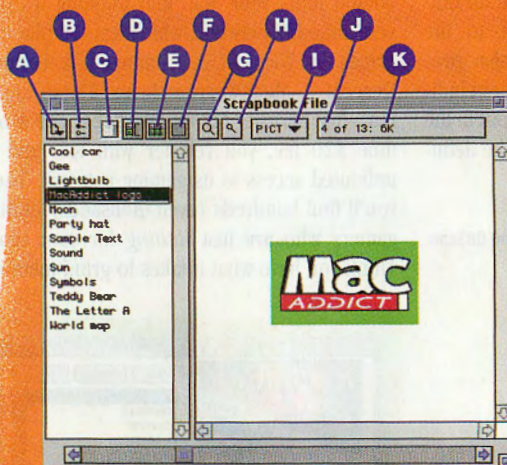 A B C D E F G H I J K
Scrapbook File
PICT 4 of 13: 6K
Cool car
Gee
Lightbulb
MacAddict logo
Moon
Party hat
Sample Text
Sound
Sun
Symbols
Teddy Bear
The Letter A
World map
Mac
ADDICT